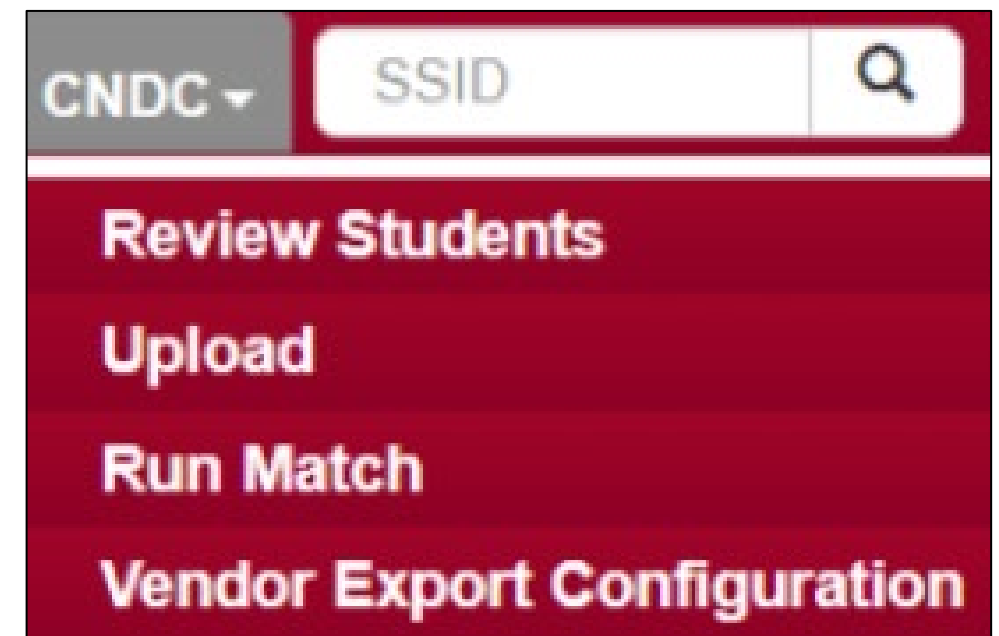 CNDC SSID
Review Students
Upload
Run Match
Vendor Export Configuration